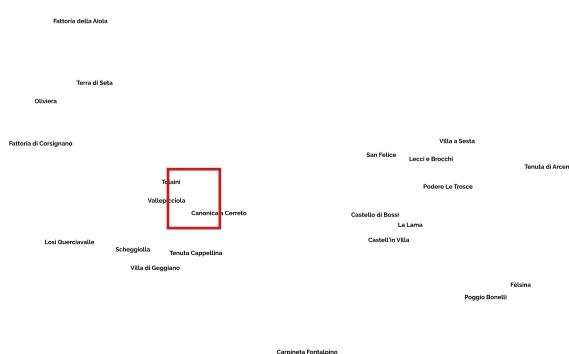 Fattoria della Aiola
Terra di Seta
Oliviera
Fattoria di Corsignano
Villa a Sesta
San Felice
Lecci e Brocchi
Tenuta di Arcen
Tolaini
Podere Le Trosce
Vallepicciola
Canonica a Cerreto
Castello di Bossi
La Lama
Losi Querciavalle
Castell'in Villa
Scheggiolla
Tenuta Cappellina
Villa di Geggiano
Fèlsina
Poggio Bonelli
Carpineta Fontalpino